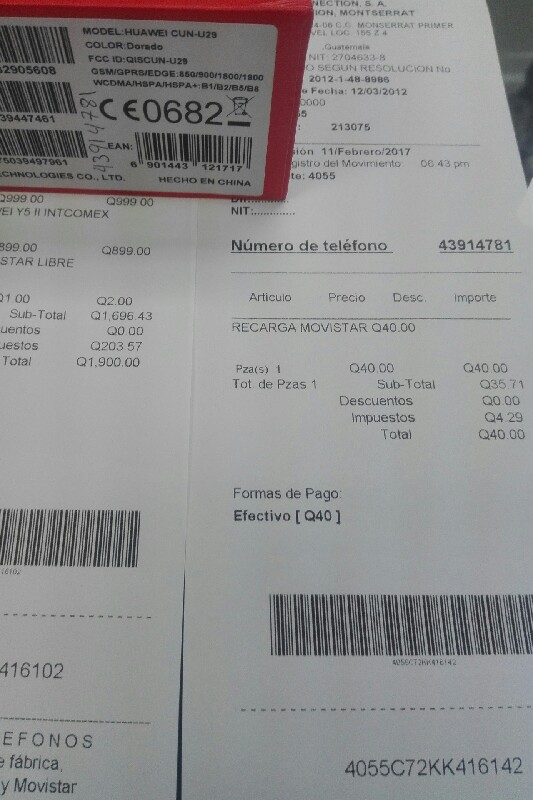 MODEL:HUAWEI CUN-U29
COLOR:Dorado
FCC ID:QISCUN-U29
GSM/GPRS/EDGE:850/900/1800/1900
WCDMA/HSPA/HSPA+:B1/B2/B5/B8
32905608
39447461
75039497961
43914781
CE0682
EAN:
6 901443 121717
ECHNOLOGIES CO., LTD.
HECHO EN CHINA
NECTION, S. A.
ION, MONTSERRAT
4-06 C.C. MONSERRAT PRIMER
VEL LOC. 155 Z 4
,Guatemala
NIT: 2704633-8
O SEGUN RESOLUCION No.
2012-1-48-8986
e Fecha: 12/03/2012
0000
55
213075
sión 11/Febrero/2017
gistro del Movimiento: 06:43 pm
te: 4055
NIT:.............
Número de teléfono 43914781
Articulo Precio Desc. Importe
RECARGA MOVISTAR Q40.00
Pza(s) 1 Q40.00 Q40.00
Tot. de Pzas 1 Sub-Total Q35.71
Descuentos Q0.00
Impuestos Q4.29
Total Q40.00
Formas de Pago:
Efectivo [ Q40 ]
4055C72KK416142
4055C72KK416142
Q999.00 Q999.00
EI Y5 II INTCOMEX
899.00 Q899.00
STAR LIBRE
Q1.00 Q2.00
Sub-Total Q1,696.43
uentos Q0.00
uestos Q203.57
Total Q1,900.00
16102
416102
EFONOS
e fábrica,
y Movistar